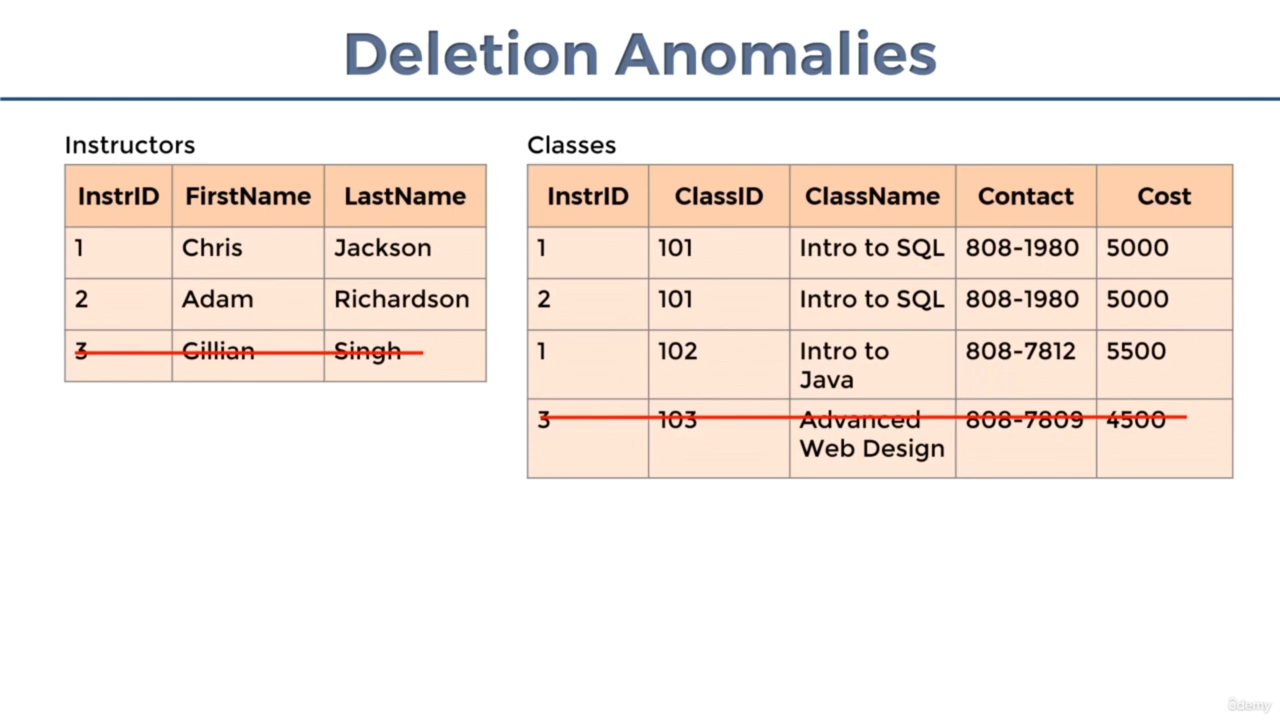 Deletion Anomalies
Instructors
InstrID FirstName LastName
1 Chris Jackson
2 Adam Richardson
3 Gillian Singh
Classes
InstrID ClassID ClassName Contact Cost
1 101 Intro to SQL 808-1980 5000
2 101 Intro to SQL 808-1980 5000
1 102 Intro to 808-7812 5500
Java
3 103 Advanced 808-7809 4500
Web Design
ûdemy